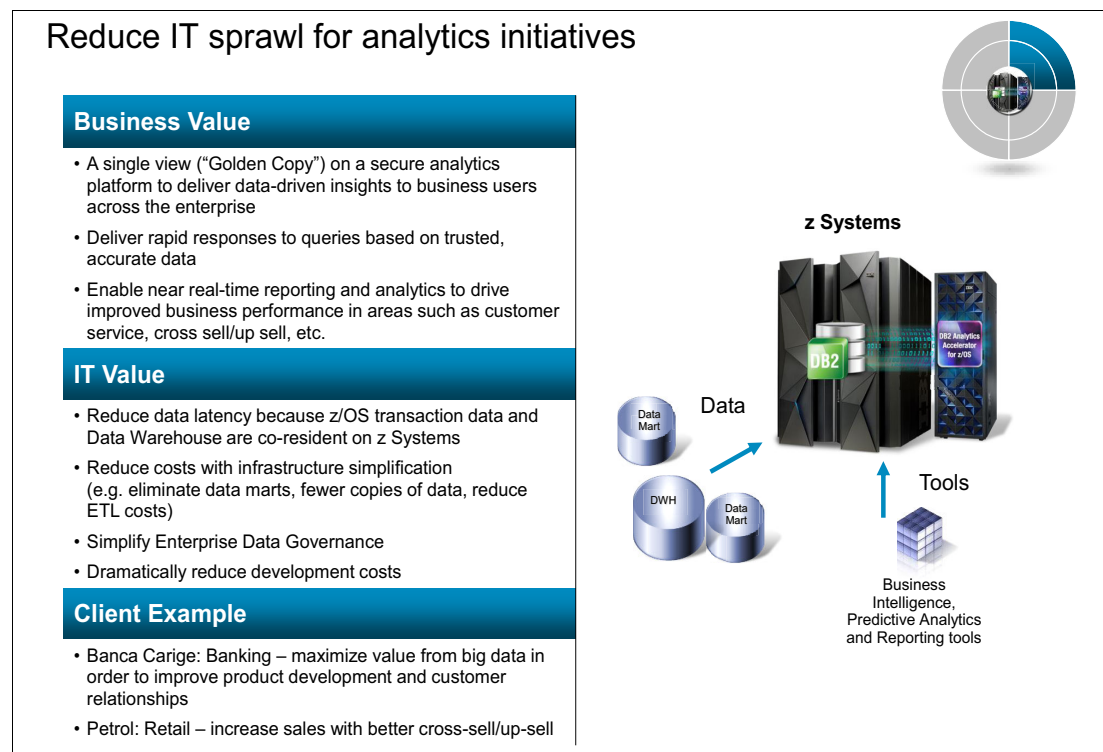 Reduce IT sprawl for analytics initiatives
Business Value
• A single view (“Golden Copy”) on a secure analytics
platform to deliver data-driven insights to business users
across the enterprise
• Deliver rapid responses to queries based on trusted,
accurate data
• Enable near real-time reporting and analytics to drive
improved business performance in areas such as customer
service, cross sell/up sell, etc.
IT Value
• Reduce data latency because z/OS transaction data and
Data Warehouse are co-resident on z Systems
• Reduce costs with infrastructure simplification
(e.g. eliminate data marts, fewer copies of data, reduce
ETL costs)
• Simplify Enterprise Data Governance
• Dramatically reduce development costs
Client Example
• Banca Carige: Banking – maximize value from big data in
order to improve product development and customer
relationships
• Petrol: Retail – increase sales with better cross-sell/up-sell
z Systems
DB2
DB2 Analytics
Accelerator
for z/OS
Data
Data
Mart
DWH
Data
Mart
Tools
Business
Intelligence,
Predictive Analytics
and Reporting tools